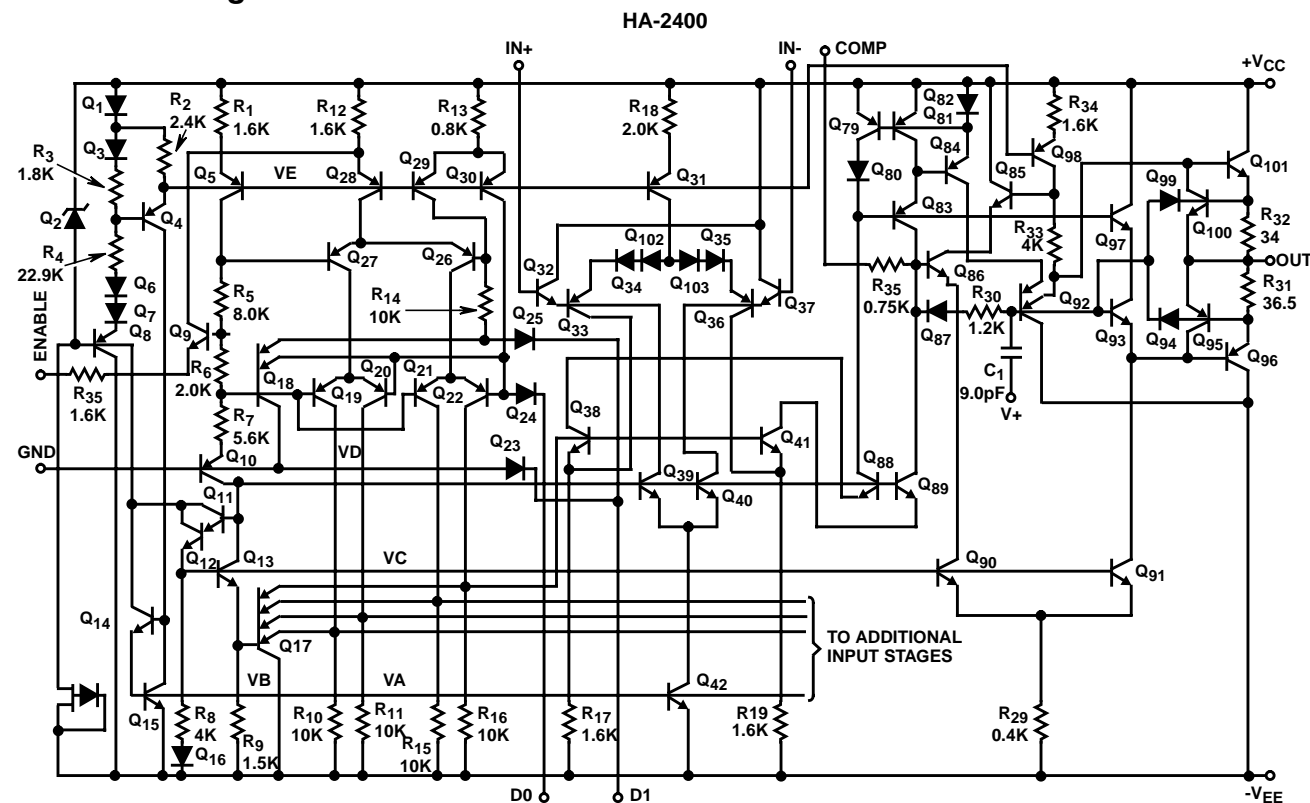 HA-2400
IN+
IN-
COMP
+VCC
Q1
R2
2.4K
R1
1.6K
R12
1.6K
R13
0.8K
R18
2.0K
Q82
Q81
R34
1.6K
Q79
R3
1.8K
Q3
Q5
VE
Q28
Q29
Q30
Q31
Q80
Q84
Q85
Q98
Q101
Q2
Q4
Q83
Q99
Q100
R32
34
R4
22.9K
Q27
Q26
Q32
Q102
Q35
R33
4K
Q97
OUT
Q6
Q7
Q8
R5
8.0K
R14
10K
Q33
Q34
Q103
Q36
Q37
R35
0.75K
Q86
R30
1.2K
Q92
R31
36.5
ENABLE
Q9
Q25
Q87
Q93
Q94
Q95
Q96
R35
1.6K
R6
2.0K
Q18
Q19
Q20
Q21
Q22
Q24
C1
9.0pF
V+
R7
5.6K
VD
Q38
Q41
GND
Q10
Q23
Q39
Q40
Q88
Q89
Q11
Q12
Q13
VC
Q90
Q91
Q14
Q17
TO ADDITIONAL
INPUT STAGES
VB
VA
Q42
Q15
R8
4K
Q16
R9
1.5K
R10
10K
R11
10K
R15
10K
R16
10K
R17
1.6K
R19
1.6K
R29
0.4K
D0
D1
-VEE